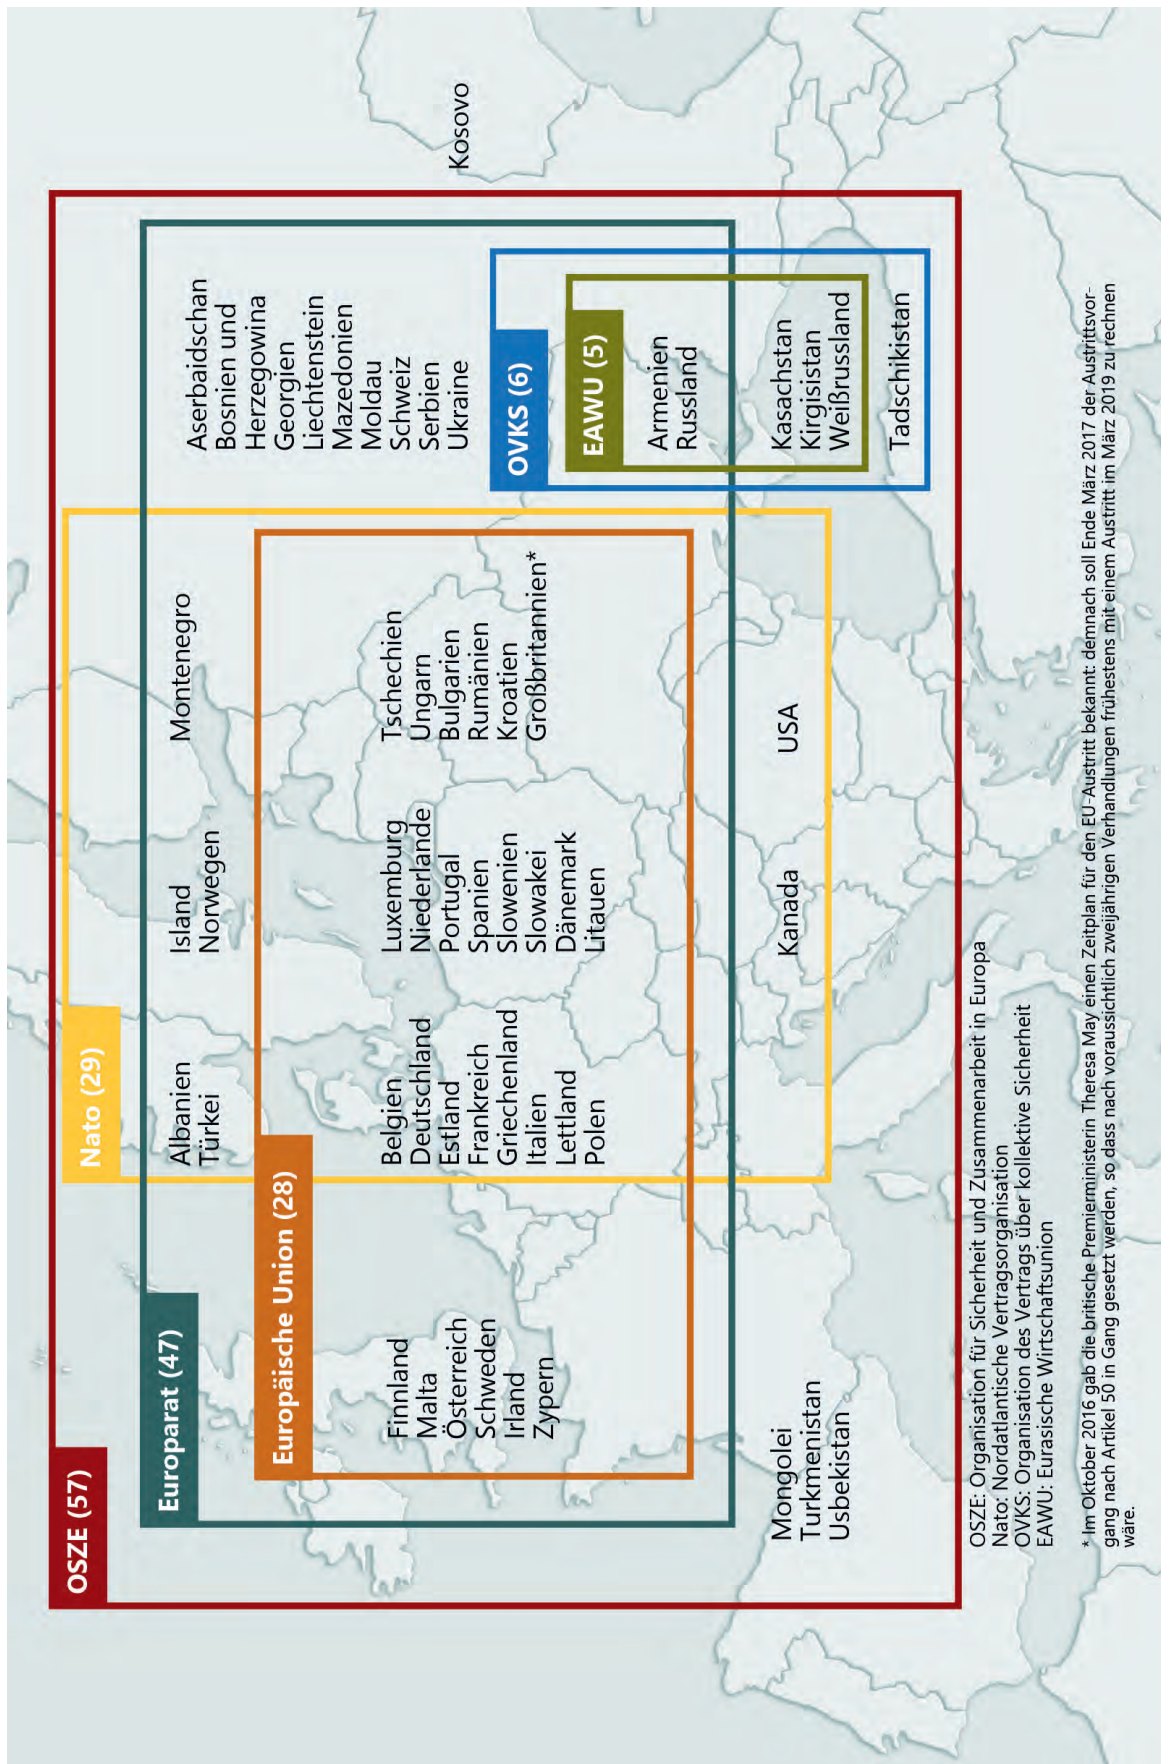 OSZE (57)
Nato (29)
Europarat (47)
Albanien
Türkei
Island
Norwegen
Montenegro
Aserbaidschan
Bosnien und
Herzegowina
Georgien
Liechtenstein
Mazedonien
Moldau
Schweiz
Serbien
Ukraine
Kosovo
Europäische Union (28)
Finnland
Malta
Österreich
Schweden
Irland
Zypern
Belgien
Deutschland
Estland
Frankreich
Griechenland
Italien
Lettland
Polen
Luxemburg
Niederlande
Portugal
Spanien
Slowenien
Slowakei
Dänemark
Litauen
Tschechien
Ungarn
Bulgarien
Rumänien
Kroatien
Großbritannien*
OVKS (6)
EAWU (5)
Armenien
Russland
Mongolei
Turkmenistan
Usbekistan
Kanada
USA
Kasachstan
Kirgisistan
Weißrussland
Tadschikistan
OSZE: Organisation für Sicherheit und Zusammenarbeit in Europa
Nato: Nordatlantische Vertragsorganisation
OVKS: Organisation des Vertrags über kollektive Sicherheit
EAWU: Eurasische Wirtschaftsunion
* Im Oktober 2016 gab die britische Premierministerin Theresa May einen Zeitplan für den EU-Austritt bekannt: demnach soll Ende März 2017 der Austrittsvor-
gang nach Artikel 50 in Gang gesetzt werden, so dass nach voraussichtlich zweijährigen Verhandlungen frühestens mit einem Austritt im März 2019 zu rechnen
wäre.